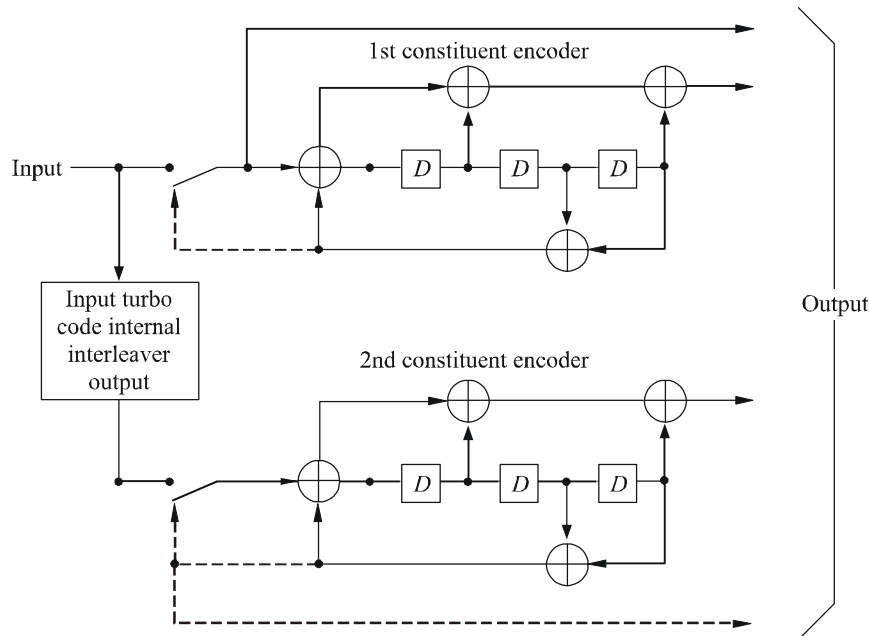 1st constituent encoder
Input
D
D
D
Input turbo
code internal
interleaver
output
Output
2nd constituent encoder
D
D
D